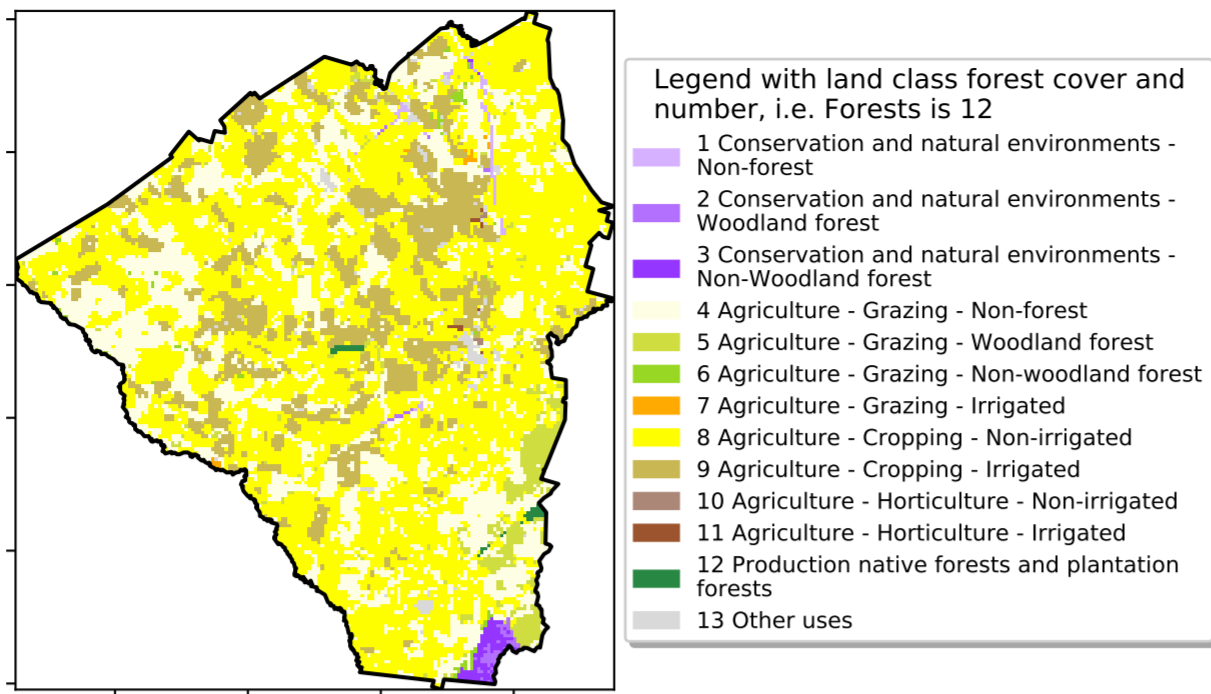 Legend with land class forest cover and
number, i.e. Forests is 12
1 Conservation and natural environments -
Non-forest
2 Conservation and natural environments -
Woodland forest
3 Conservation and natural environments -
Non-Woodland forest
4 Agriculture - Grazing - Non-forest
5 Agriculture - Grazing - Woodland forest
6 Agriculture - Grazing - Non-woodland forest
7 Agriculture - Grazing - Irrigated
8 Agriculture - Cropping - Non-irrigated
9 Agriculture - Cropping - Irrigated
10 Agriculture - Horticulture - Non-irrigated
11 Agriculture - Horticulture - Irrigated
12 Production native forests and plantation
forests
13 Other uses